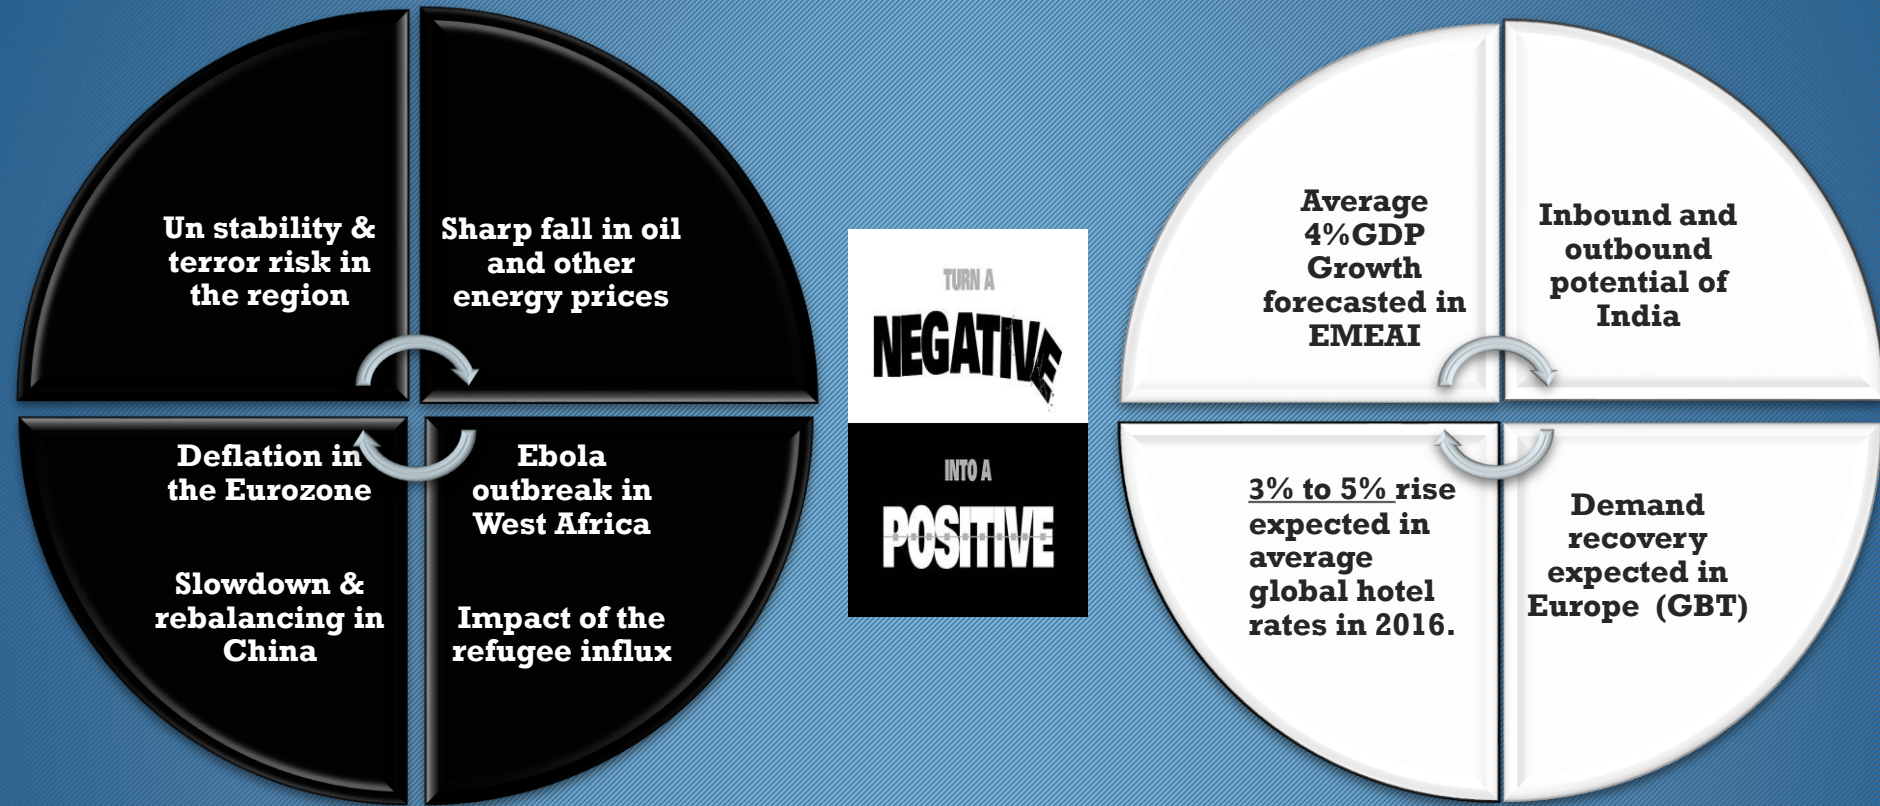 Un stability &
terror risk in
the region
Sharp fall in oil
and other
energy prices
Deflation in
the Eurozone
Slowdown &
rebalancing in
China
Ebola
outbreak in
West Africa
Impact of the
refugee influx
TURN A
NEGATIVE
INTO A
POSITIVE
Average
4%GDP
Growth
forecasted in
EMEAI
Inbound and
outbound
potential of
India
3% to 5% rise
expected in
average
global hotel
rates in 2016.
Demand
recovery
expected in
Europe (GBT)